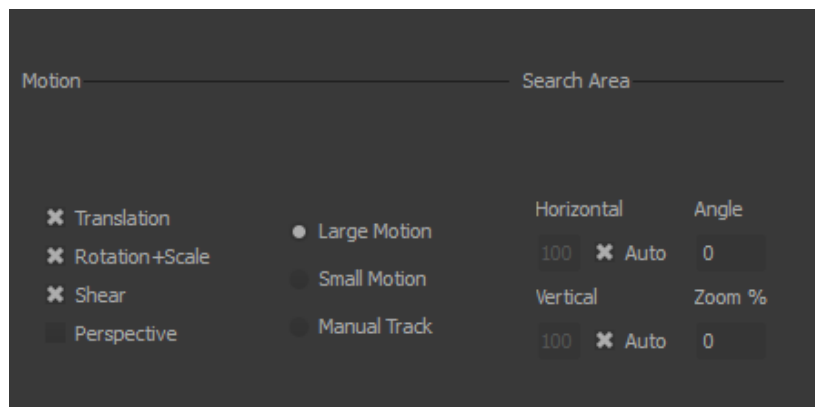 Motion
Search Area
Translation
Rotation+Scale
Shear
Perspective
Large Motion
Small Motion
Manual Track
Horizontal Angle
100 Auto 0
Vertical Zoom %
100 Auto 0